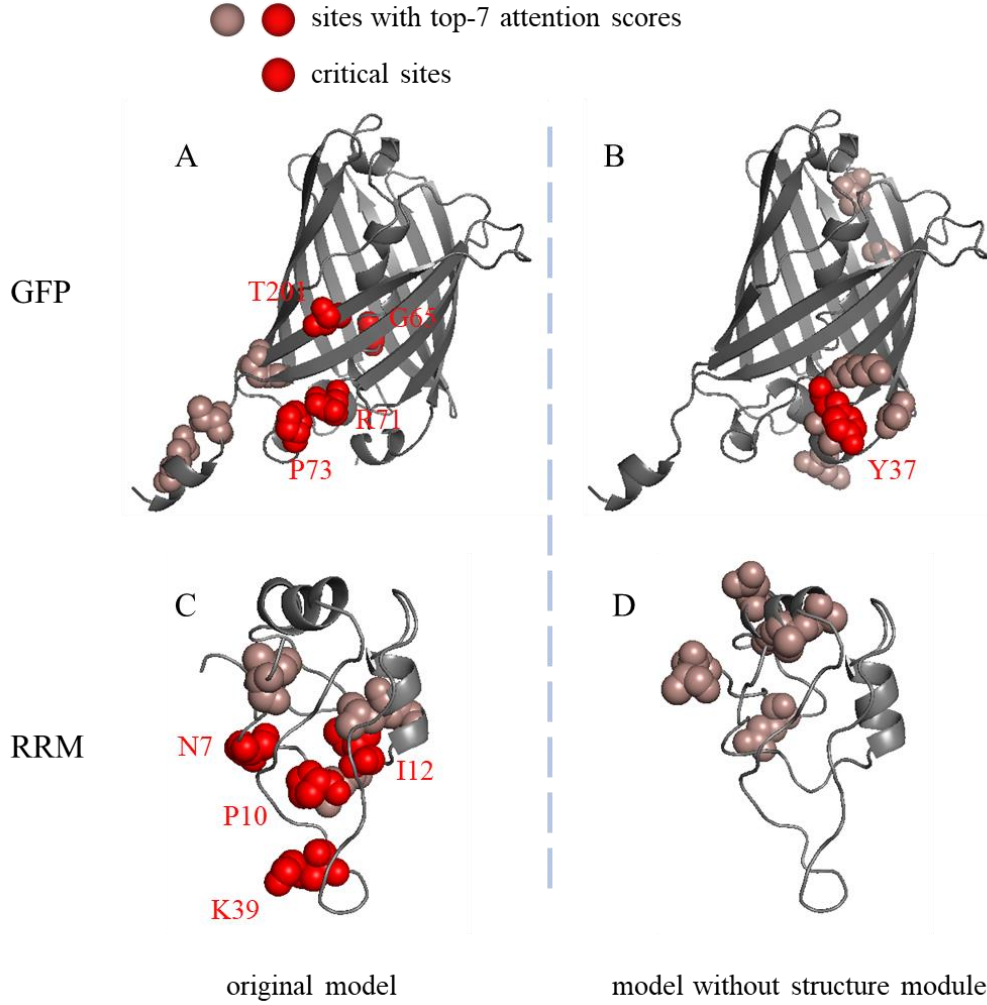 sites with top-7 attention scores
critical sites
A
B
GFP
T201
G65
R71
P73
Y37
C
D
RRM
N7
I12
P10
K39
original model
model without structure module